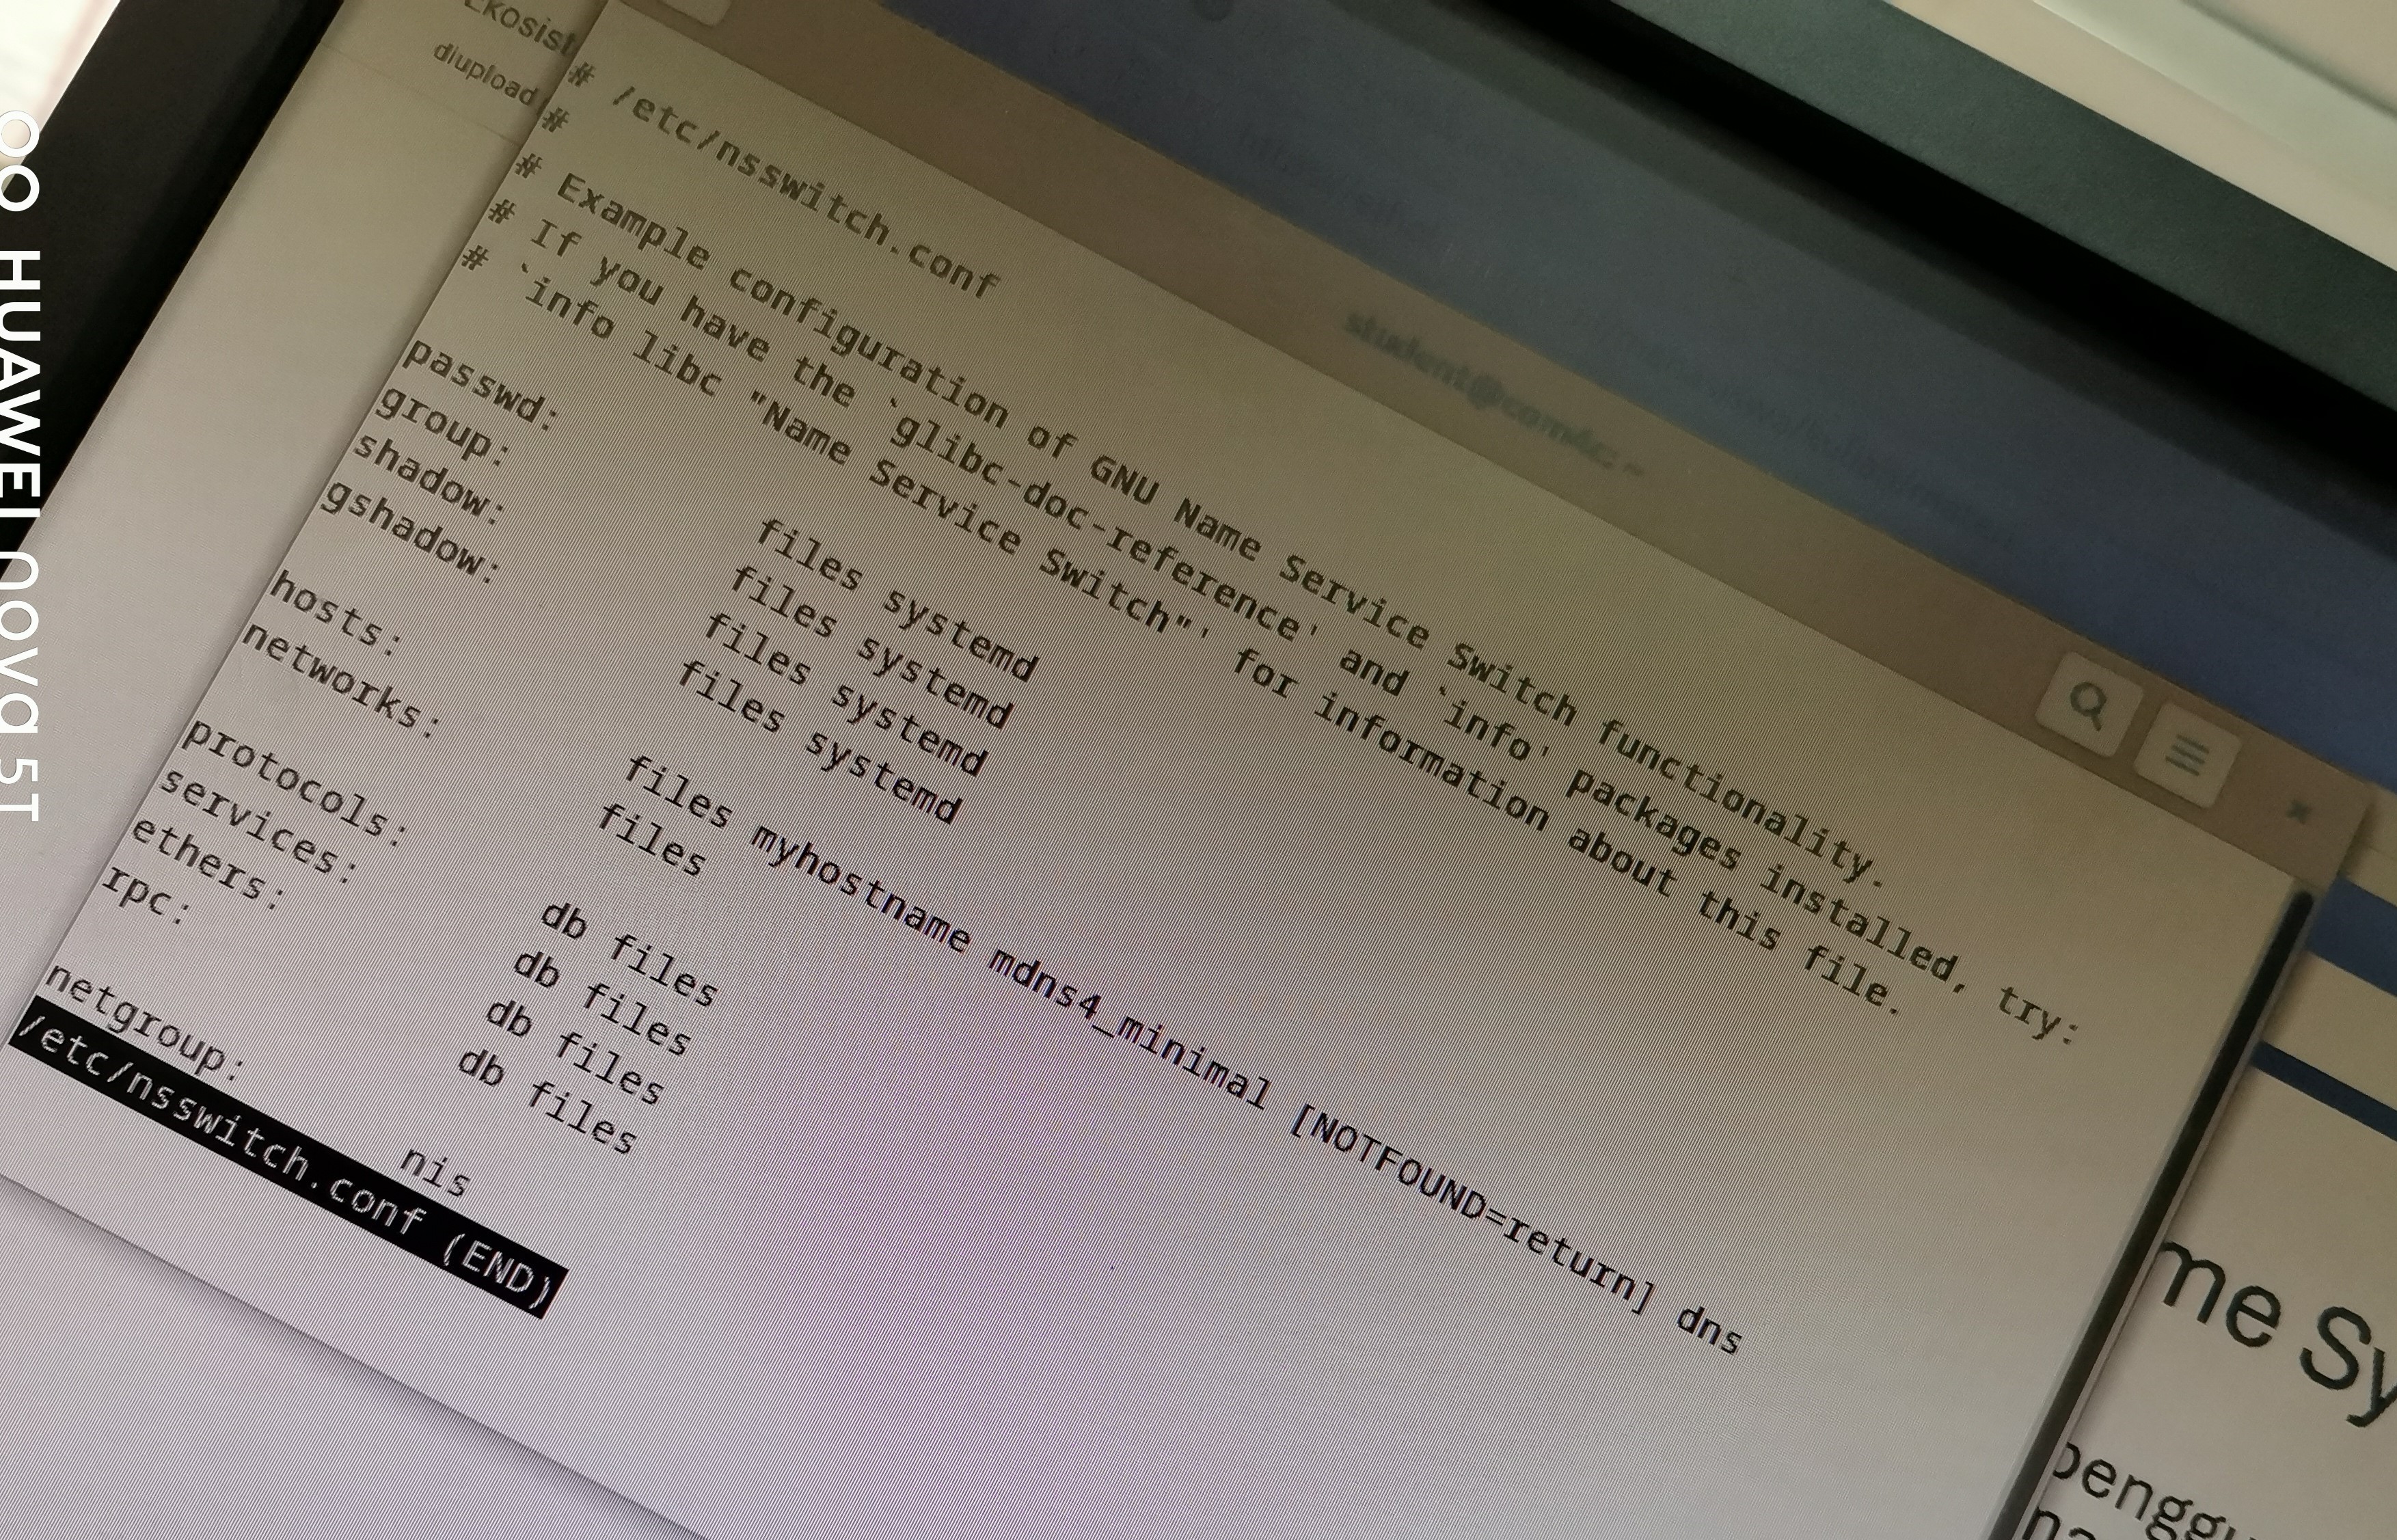 diupload
student@com4c: ~
# /etc/nsswitch.conf
#
# Example configuration of GNU Name Service Switch functionality.
# If you have the `glibc-doc-reference' and `info' packages installed, try:
# `info libc "Name Service Switch"' for information about this file.
passwd: files systemd
group: files systemd
shadow: files systemd
gshadow: files systemd
hosts: files myhostname mdns4_minimal [NOTFOUND=return] dns
networks: files
protocols: db files
services: db files
ethers: db files
rpc: db files
netgroup: nis
/etc/nsswitch.conf (END)
me Sy
HUAWEI nova 5T